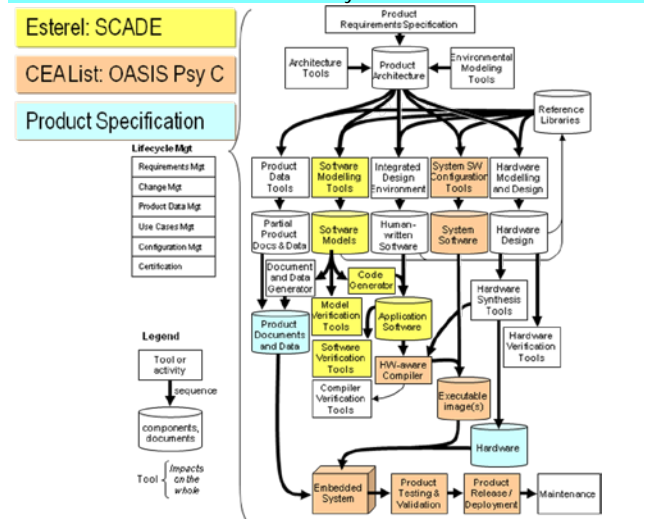 Esterel: SCADE
CEA List: OASIS Psy C
Product Specification
Product
Requirements Specification
Architecture
Tools
Product
Architecture
Environmental
Modeling
Tools
Reference
Libraries
Lifecycle Mgt
Requirements Mgt
Change Mgt
Product Data Mgt
Use Cases Mgt
Configuration Mgt
Certification
Product
Data
Tools
Software
Modelling
Tools
Integrated
Design
Environment
System SW
Configuration
Tools
Hardware
Modelling
and Design
Partial
Product
Docs & Data
Software
Models
Human-
written
Software
System
Software
Hardware
Design
Document
and Data
Generator
Code
Generator
Hardware
Synthesis
Tools
Model
Verification
Tools
Application
Software
Product
Documents
and Data
Hardware
Verification
Tools
Software
Verification
Tools
HW-aware
Compiler
Compiler
Verification
Tools
Executable
image(s)
Hardware
Legend
Tool or
activity
sequence
components,
documents
Tool
Impacts
on the
whole
Embedded
System
Product
Testing &
Validation
Product
Release /
Deployment
Maintenance